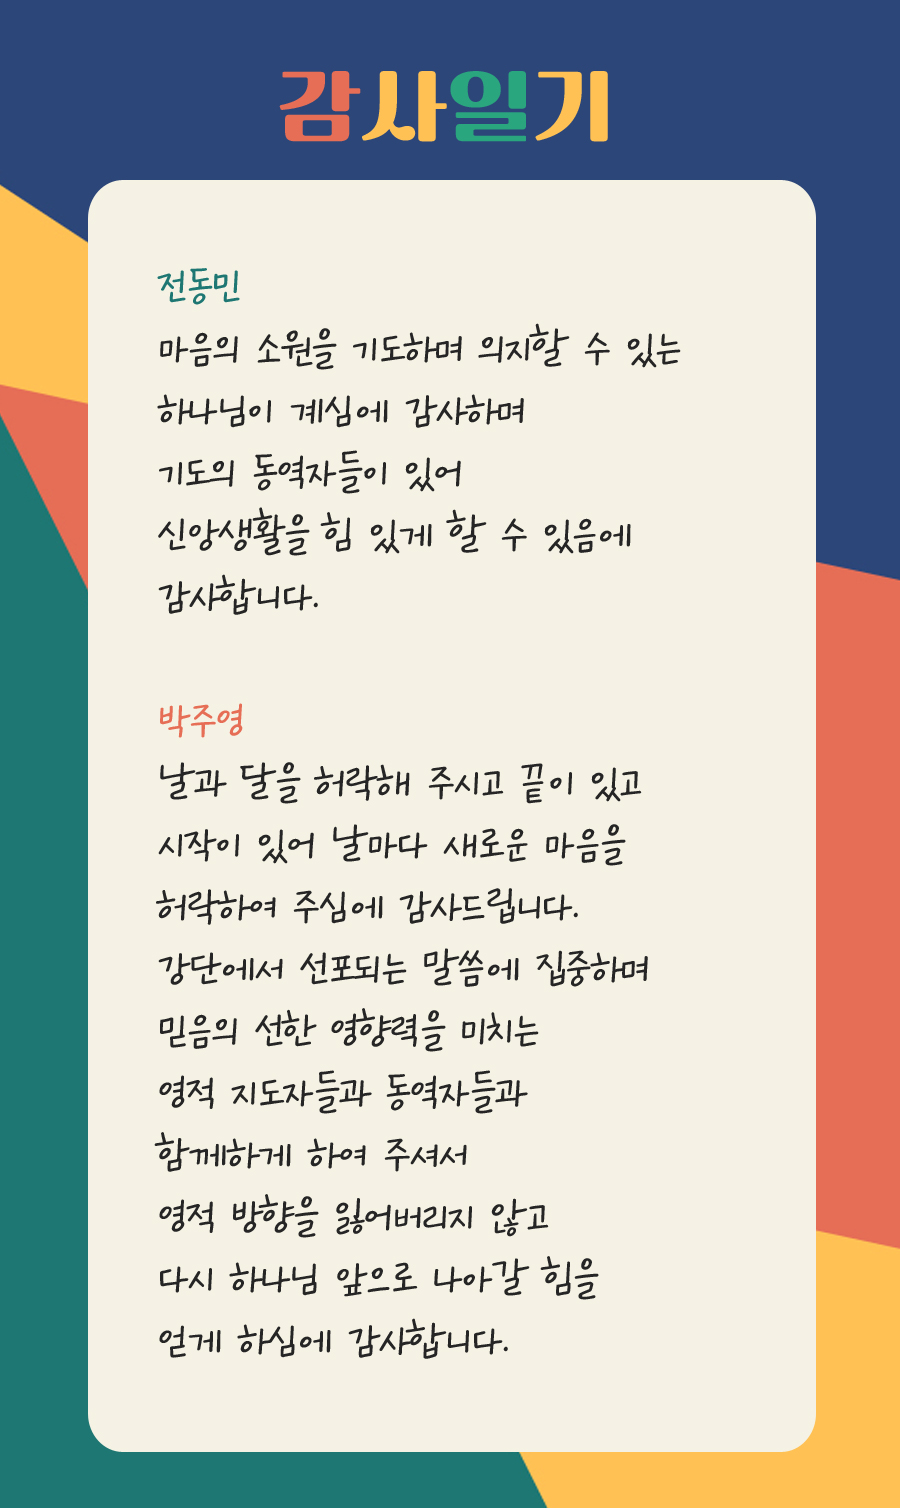 감사일기
전동민
마음의 소원을 기도하며 의지할 수 있는
하나님이 계심에 감사하며
기도의 동역자들이 있어
신앙생활을 힘 있게 할 수 있음에
감사합니다.
박주영
날과 달을 허락해 주시고 끝이 있고
시작이 있어 날마다 새로운 마음을
허락하여 주심에 감사드립니다.
강단에서 선포되는 말씀에 집중하며
믿음의 선한 영향력을 미치는
영적 지도자들과 동역자들과
함께하게 하여 주셔서
영적 방향을 잃어버리지 않고
다시 하나님 앞으로 나아갈 힘을
얻게 하심에 감사합니다.